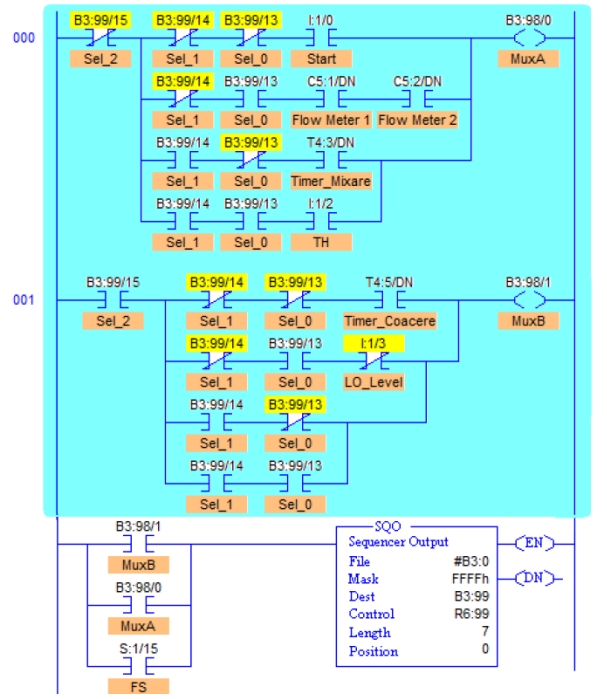 B3:99/15 B3:99/14 B3:99/13 I:1/0 B3:98/0
000
Sel_2 Sel_1 Sel_0 Start MuxA
B3:99/14 B3:99/13 C5:1/DN C5:2/DN
Sel_1 Sel_0 Flow Meter 1 Flow Meter 2
B3:99/14 B3:99/13 T4:3/DN
Sel_1 Sel_0 Timer_Mixare
B3:99/14 B3:99/13 I:1/2
Sel_1 Sel_0 TH
B3:99/15 B3:99/14 B3:99/13 T4:5/DN B3:98/1
001
Sel_2 Sel_1 Sel_0 Timer_Coacere MuxB
B3:99/14 B3:99/13 I:1/3
Sel_1 Sel_0 LO_Level
B3:99/14 B3:99/13
Sel_1 Sel_0
B3:99/14 B3:99/13
Sel_1 Sel_0
B3:98/1
MuxB
B3:98/0
MuxA
S:1/15
FS
SQO
Sequencer Output EN
File #B3:0
Mask FFFFh DN
Dest B3:99
Control R6:99
Length 7
Position 0